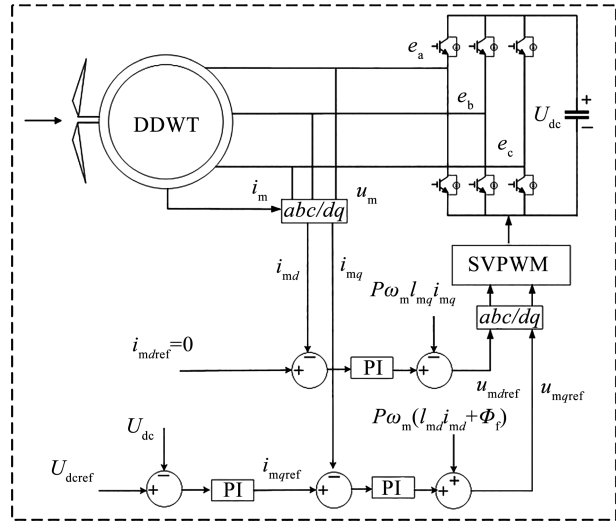 e_a
DDWT
e_b
U_dc
+
−
e_c
i_m
u_m
abc/dq
SVPWM
i_md
i_mq
Pω_m l_mq i_mq
abc/dq
i_mdref=0
−
+
PI
−
+
u_mdref
u_mqref
U_dc
Pω_m(l_md i_md+Φ_f)
U_dcref
−
+
PI
i_mqref
−
+
PI
+
+